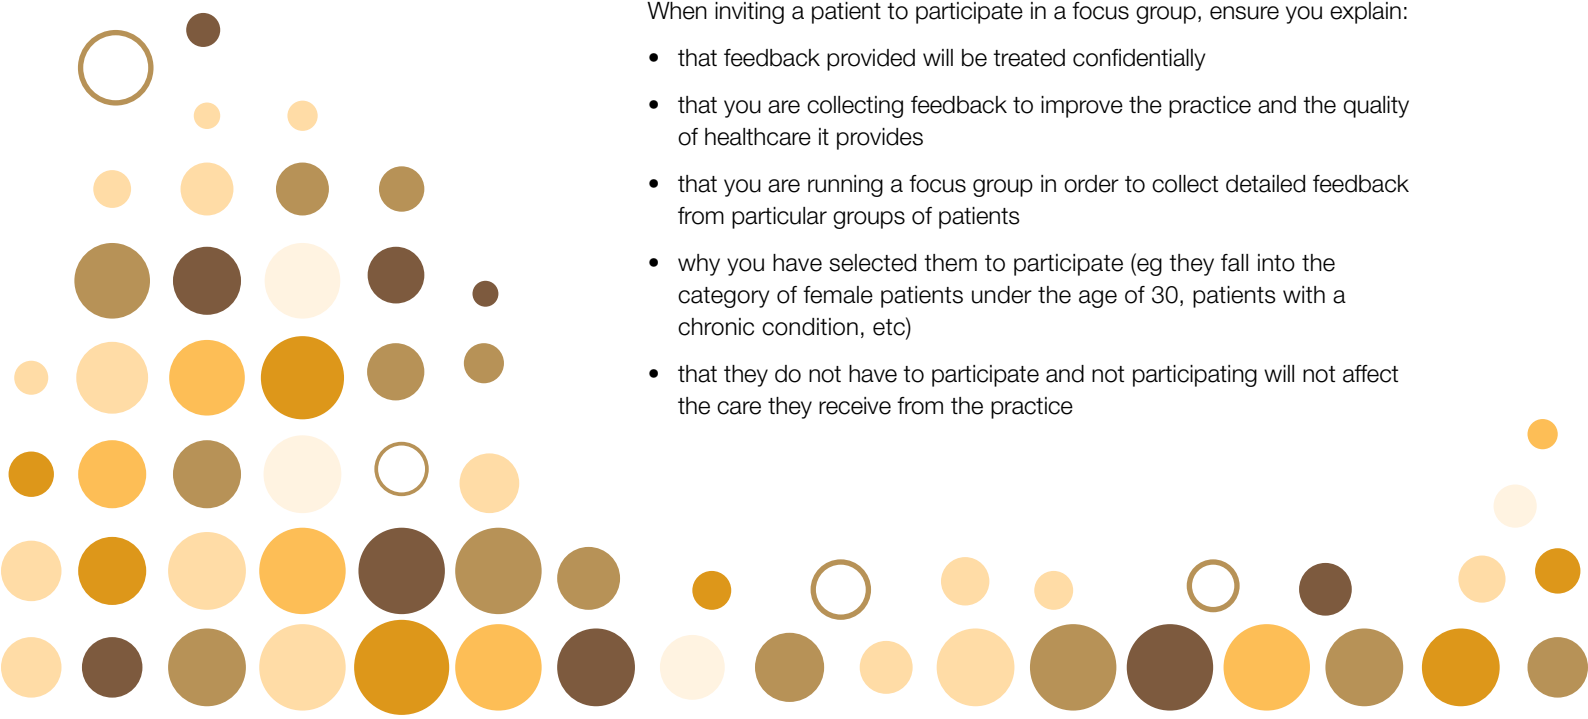 When inviting a patient to participate in a focus group, ensure you explain:
• that feedback provided will be treated confidentially
• that you are collecting feedback to improve the practice and the quality
of healthcare it provides
• that you are running a focus group in order to collect detailed feedback
from particular groups of patients
• why you have selected them to participate (eg they fall into the
category of female patients under the age of 30, patients with a
chronic condition, etc)
• that they do not have to participate and not participating will not affect
the care they receive from the practice